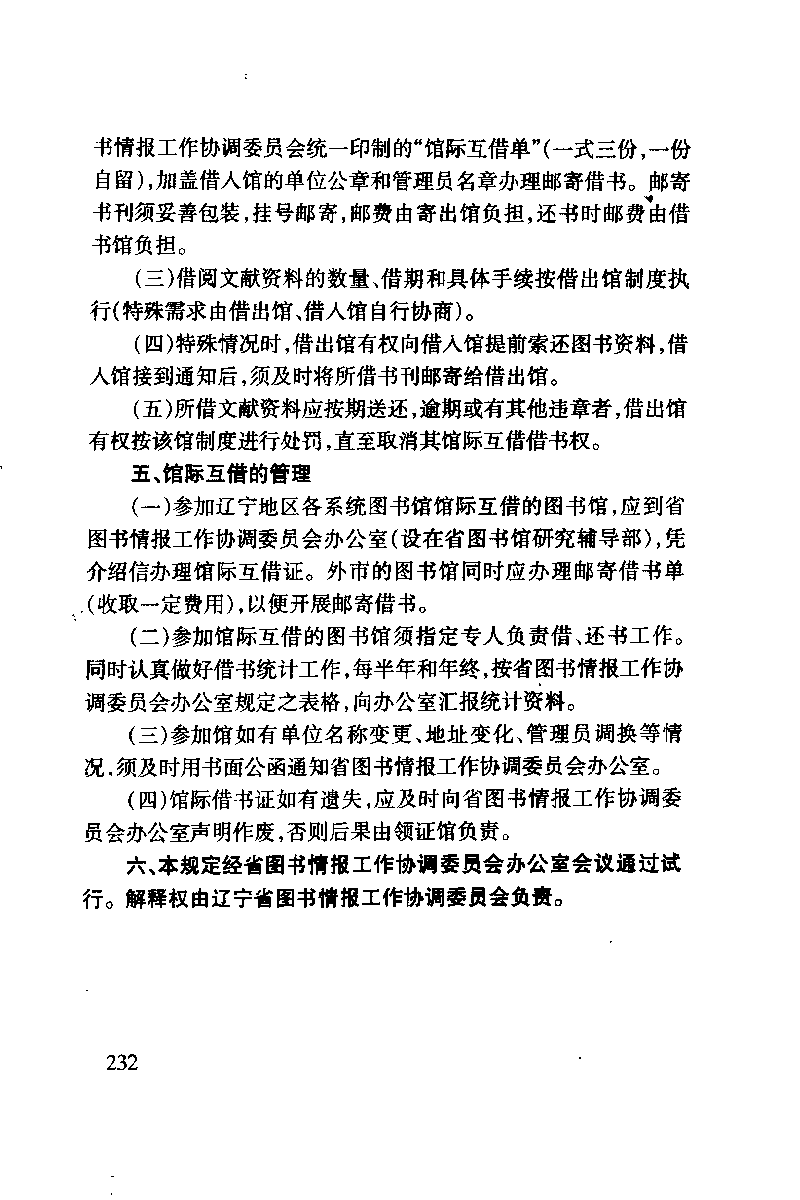 书情报工作协调委员会统一印制的“馆际互借单”(一式三份,一份
自留),加盖借入馆的单位公章和管理员名章办理邮寄借书。邮寄
书刊须妥善包装,挂号邮寄,邮费由寄出馆负担,还书时邮费由借
书馆负担。
(三)借阅文献资料的数量、借期和具体手续按借出馆制度执
行(特殊需求由借出馆、借入馆自行协商)。
(四)特殊情况时,借出馆有权向借入馆提前索还图书资料,借
入馆接到通知后,须及时将所借书刊邮寄给借出馆。
(五)所借文献资料应按期送还,逾期或有其他违章者,借出馆
有权按该馆制度进行处罚,直至取消其馆际互借借书权。
五、馆际互借的管理
(一)参加辽宁地区各系统图书馆馆际互借的图书馆,应到省
图书情报工作协调委员会办公室(设在省图书馆研究辅导部),凭
介绍信办理馆际互借证。外市的图书馆同时应办理邮寄借书单
(收取一定费用),以便开展邮寄借书。
(二)参加馆际互借的图书馆须指定专人负责借、还书工作。
同时认真做好借书统计工作,每半年和年终,按省图书情报工作协
调委员会办公室规定之表格,向办公室汇报统计资料。
(三)参加馆如有单位名称变更、地址变化、管理员调换等情
况,须及时用书面公函通知省图书情报工作协调委员会办公室。
(四)馆际借书证如有遗失,应及时向省图书情报工作协调委
员会办公室声明作废,否则后果由领证馆负责。
六、本规定经省图书情报工作协调委员会办公室会议通过试
行。解释权由辽宁省图书情报工作协调委员会负责。
232